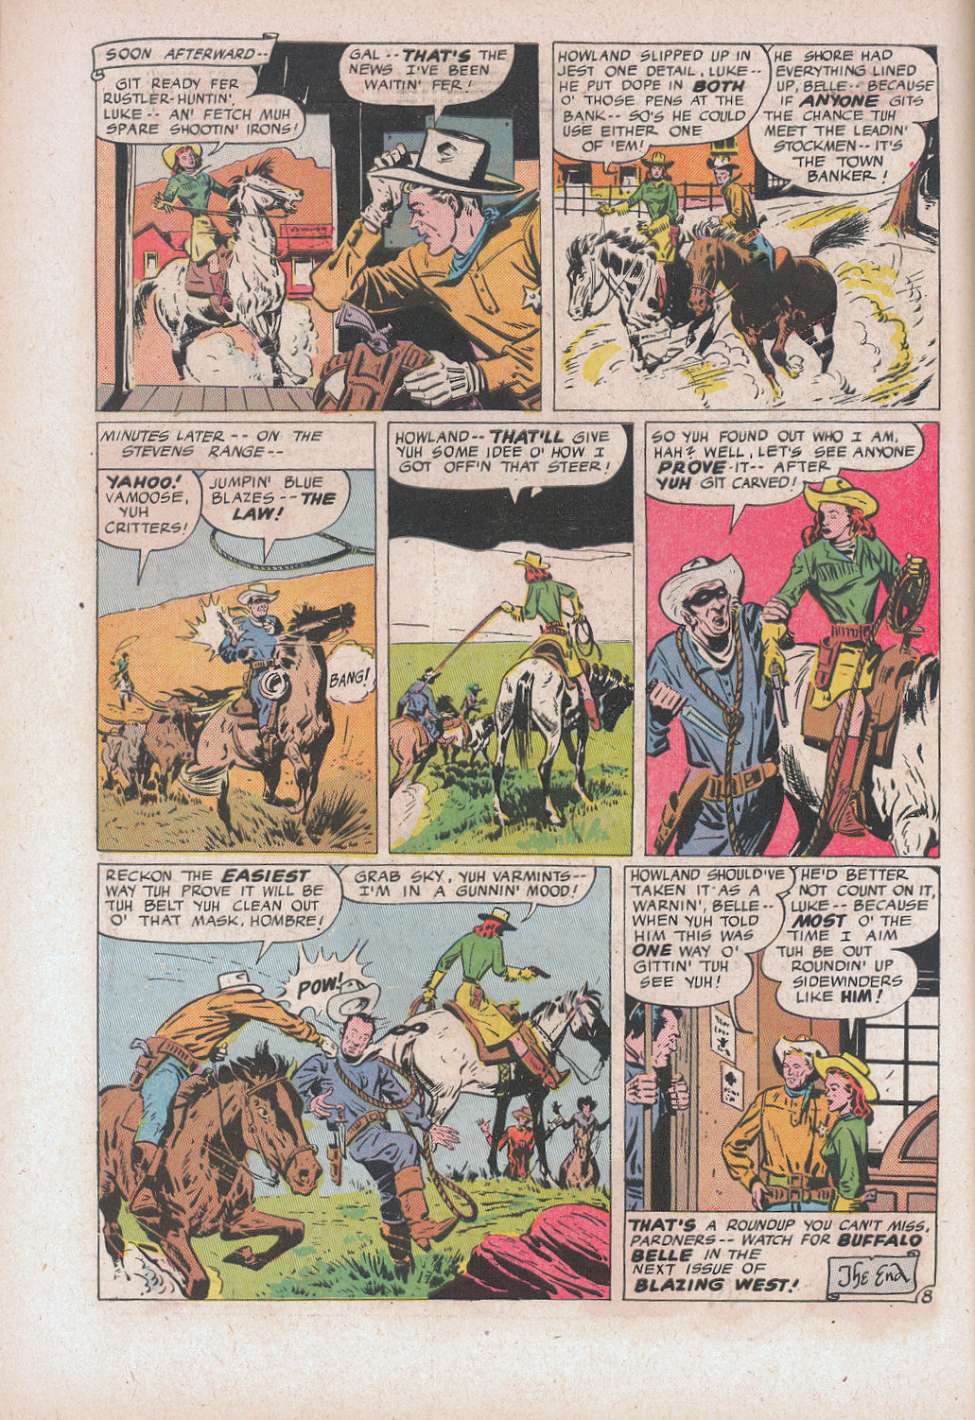 SOON AFTERWARD--
GIT READY FER
RUSTLER-HUNTIN',
LUKE-- AN' FETCH MUH
SPARE SHOOTIN' IRONS!
GAL-- THAT'S THE
NEWS I'VE BEEN
WAITIN' FER!
HOWLAND SLIPPED UP IN
JEST ONE DETAIL, LUKE--
HE PUT DOPE IN BOTH
O' THOSE PENS AT THE
BANK-- SO'S HE COULD
USE EITHER ONE
OF 'EM!
HE SHORE HAD
EVERYTHING LINED
UP, BELLE-- BECAUSE
IF ANYONE GITS
THE CHANCE TUH
MEET THE LEADIN'
STOCKMEN-- IT'S
THE TOWN
BANKER!
MINUTES LATER-- ON THE
STEVENS RANGE--
YAHOO!
VAMOOSE,
YUH
CRITTERS!
JUMPIN' BLUE
BLAZES-- THE
LAW!
BANG!
HOWLAND-- THAT'LL GIVE
YUH SOME IDEE O' HOW I
GOT OFF'N THAT STEER!
SO YUH FOUND OUT WHO I AM,
HAH? WELL, LET'S SEE ANYONE
PROVE IT-- AFTER
YUH GIT CARVED!
RECKON THE EASIEST
WAY TUH PROVE IT WILL BE
TUH BELT YUH CLEAN OUT
O' THAT MASK, HOMBRE!
GRAB SKY, YUH VARMINTS--
I'M IN A GUNNIN' MOOD!
POW!
HOWLAND SHOULD'VE
TAKEN IT AS A
WARNIN', BELLE--
WHEN YUH TOLD
HIM THIS WAS
ONE WAY O'
GITTIN' TUH
SEE YUH!
HE'D BETTER
NOT COUNT ON IT,
LUKE-- BECAUSE
MOST O' THE
TIME I AIM
TUH BE OUT
ROUNDIN' UP
SIDEWINDERS
LIKE HIM!
THAT'S A ROUNDUP YOU CAN'T MISS,
PARDNERS-- WATCH FOR BUFFALO
BELLE IN THE
NEXT ISSUE OF
BLAZING WEST!
The End
8